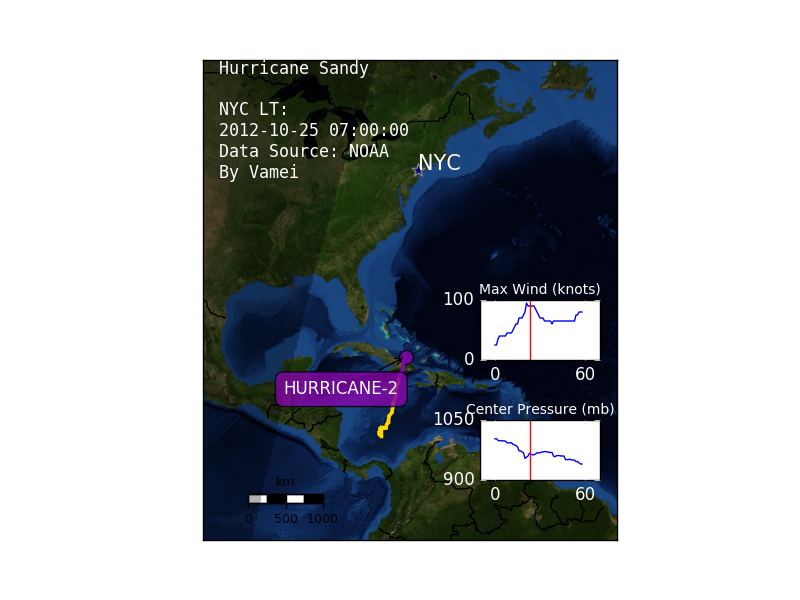 Hurricane Sandy
NYC LT:
2012-10-25 07:00:00
Data Source: NOAA
By Vamei
NYC
Max Wind (knots)
100
0
0 60
HURRICANE-2
Center Pressure (mb)
1050
900
0 60
km
0 500 1000